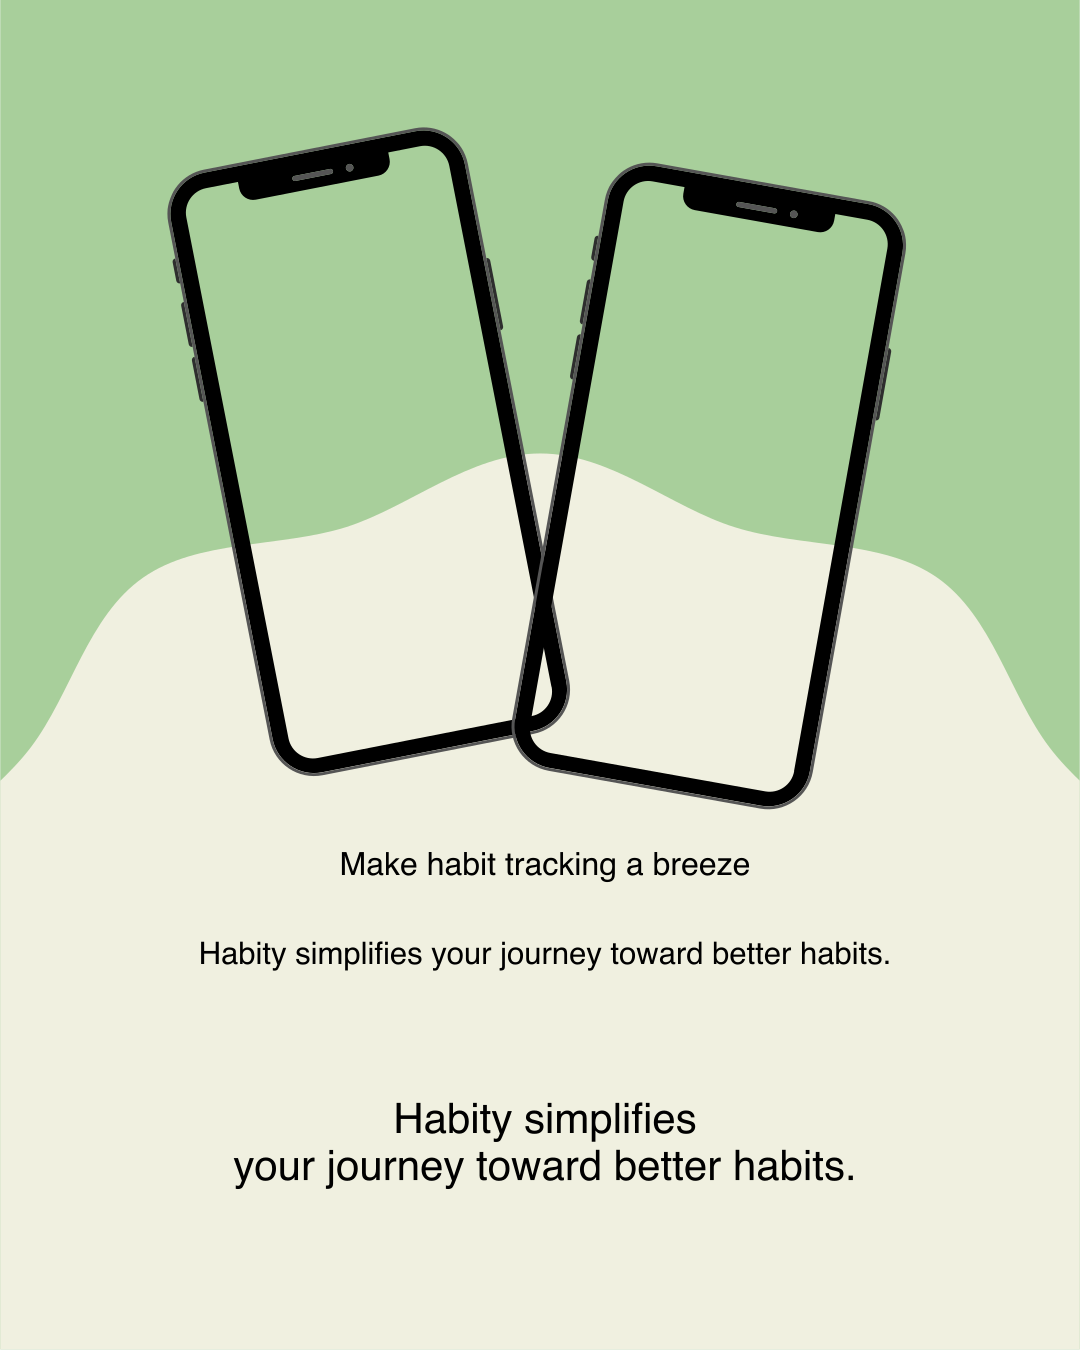 Make habit tracking a breeze
Habity simplifies your journey toward better habits.
Habity simplifies
your journey toward better habits.